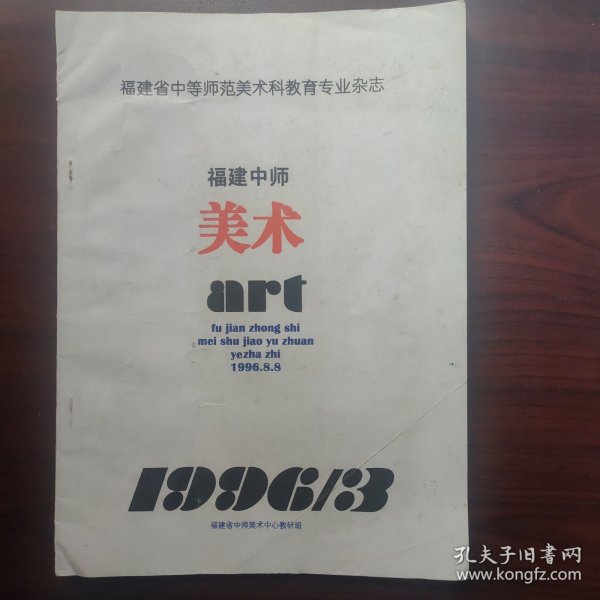 福建省中等师范美术科教育专业杂志
福建中师
美术
art
fu jian zhong shi
mei shu jiao yu zhuan
yezha zhi
1996.8.8
1996/3
福建省中师美术中心教研组
孔夫子旧书网
www.kongfz.com